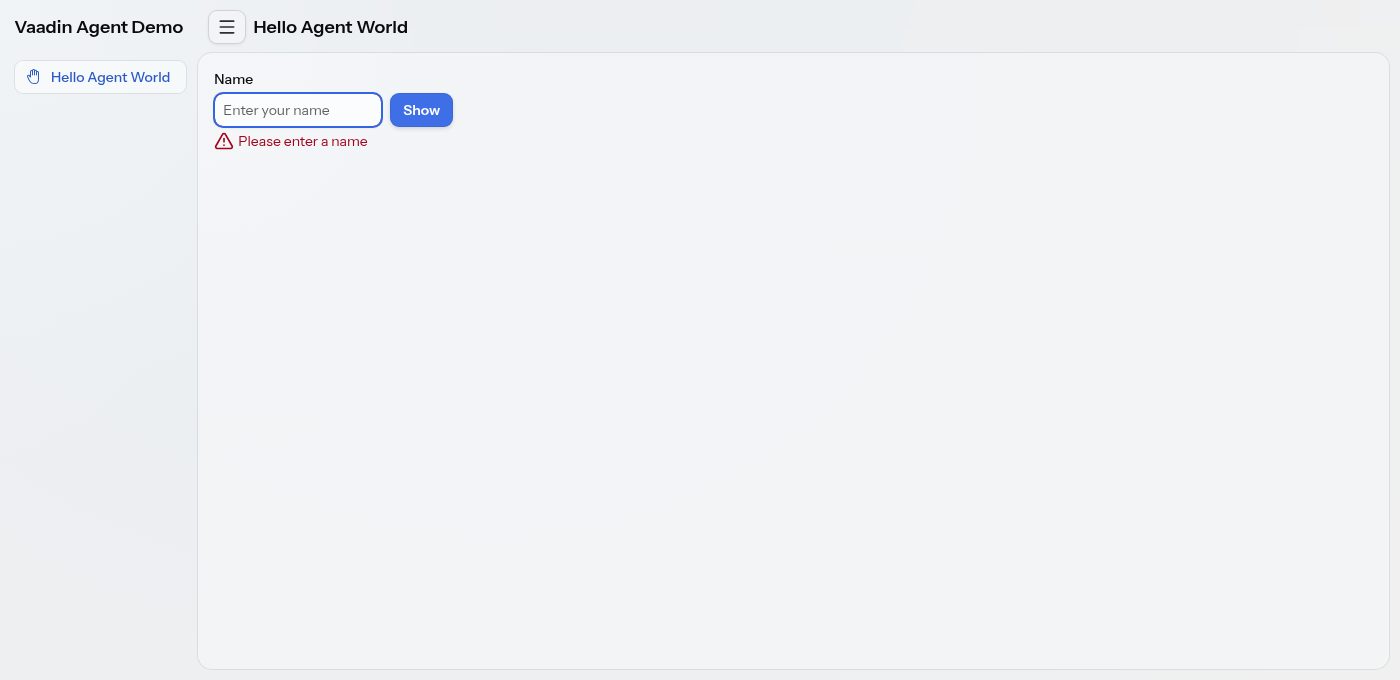 Vaadin Agent Demo
Hello Agent World
Hello Agent World
Name
Enter your name
Show
Please enter a name